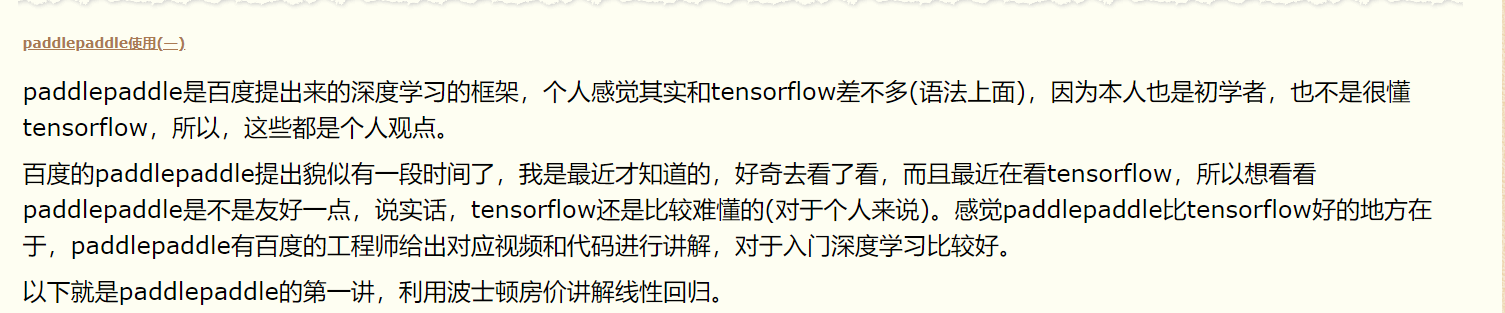 paddlepaddle使用(一)
paddlepaddle是百度提出来的深度学习的框架，个人感觉其实和tensorflow差不多(语法上面)，因为本人也是初学者，也不是很懂
tensorflow，所以，这些都是个人观点。
百度的paddlepaddle提出貌似有一段时间了，我是最近才知道的，好奇去看了看，而且最近在看tensorflow，所以想看看
paddlepaddle是不是友好一点，说实话，tensorflow还是比较难懂的(对于个人来说)。感觉paddlepaddle比tensorflow好的地方在
于，paddlepaddle有百度的工程师给出对应视频和代码进行讲解，对于入门深度学习比较好。
以下就是paddlepaddle的第一讲，利用波士顿房价讲解线性回归。